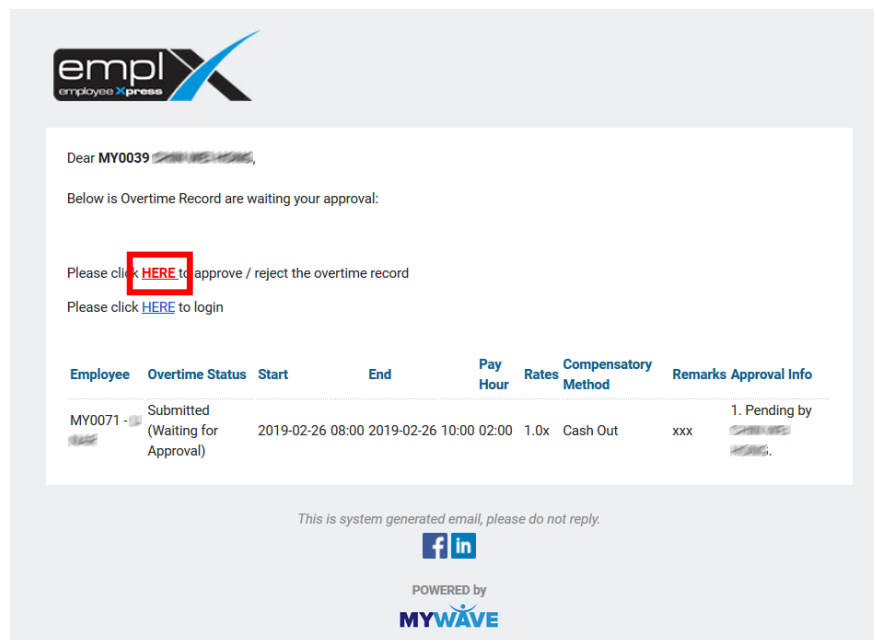 empl X
employee Xpress
Dear MY0039 ,
Below is Overtime Record are waiting your approval:
Please click HERE to approve / reject the overtime record
Please click HERE to login
Employee Overtime Status Start End Pay Hour Rates Compensatory Method Remarks Approval Info
MY0071 - Submitted (Waiting for Approval) 2019-02-26 08:00 2019-02-26 10:00 02:00 1.0x Cash Out xxx 1. Pending by .
This is system generated email, please do not reply.
f in
POWERED by
MYWAVE